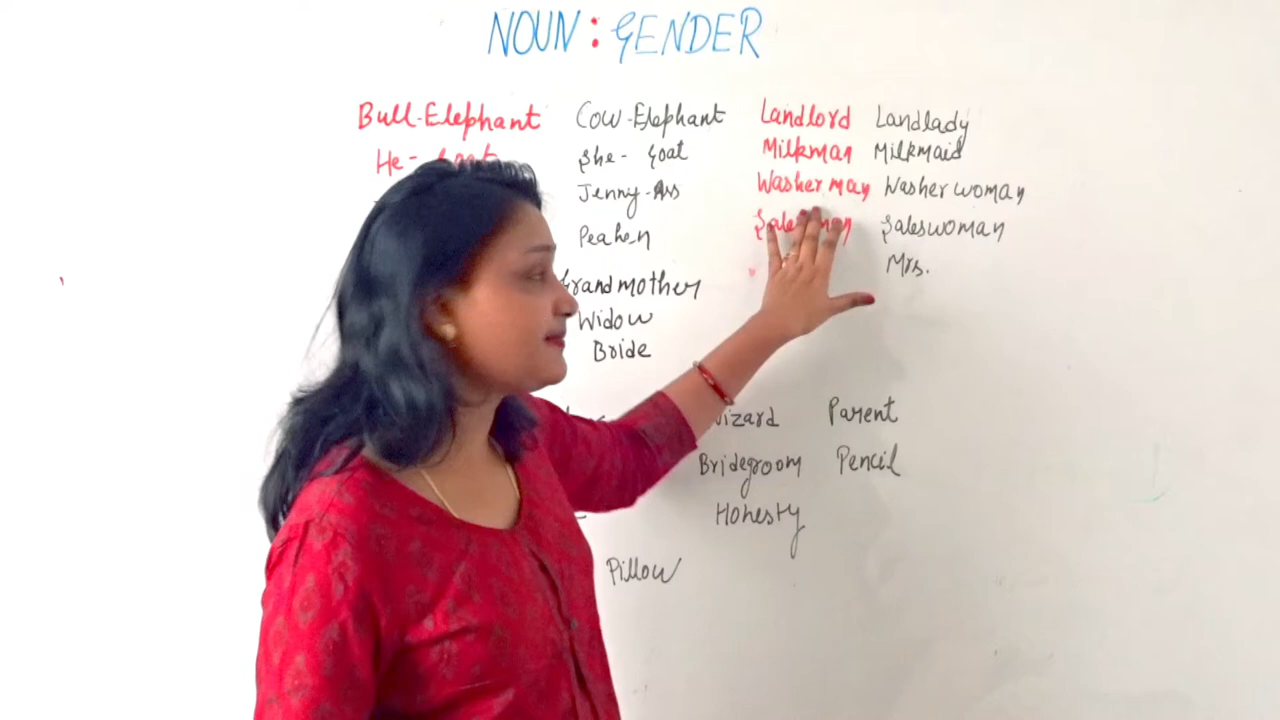 NOUN : GENDER
Bull-Elephant Cow-Elephant Landlord Landlady
He- She-Goat Milkman Milkmaid
Jenny-Ass Washerman Washerwoman
Peahen Salesman Saleswoman
Mrs.
Grandmother
Widow
Bride
Parent
Bridegroom Pencil
Honesty
Pillow